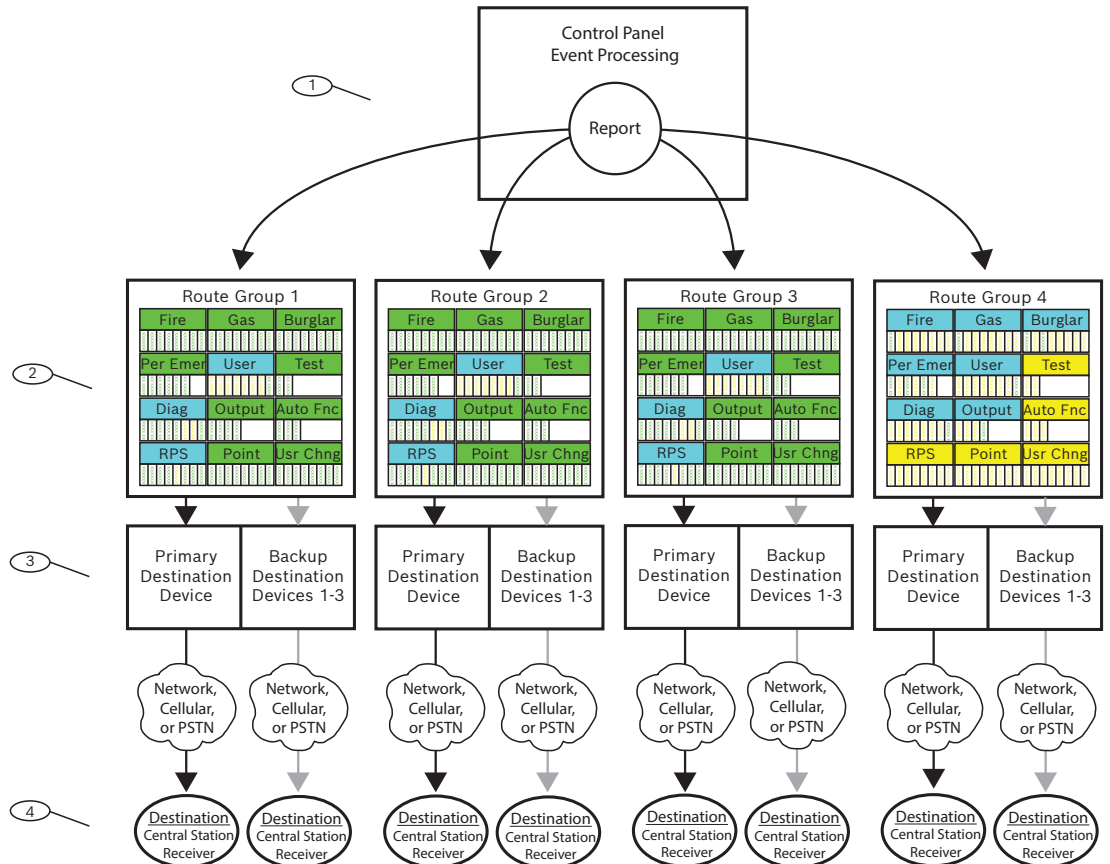 Control Panel
Event Processing
1
Report
Route Group 1
Route Group 2
Route Group 3
Route Group 4
Fire Gas Burglar
Fire Gas Burglar
Fire Gas Burglar
Fire Gas Burglar
2
Per Emer User Test
Per Emer User Test
Per Emer User Test
Per Emer User Test
Diag Output Auto Fnc
Diag Output Auto Fnc
Diag Output Auto Fnc
Diag Output Auto Fnc
RPS Point Usr Chng
RPS Point Usr Chng
RPS Point Usr Chng
RPS Point Usr Chng
3
Primary
Destination
Device
Backup
Destination
Devices 1-3
Primary
Destination
Device
Backup
Destination
Devices 1-3
Primary
Destination
Device
Backup
Destination
Devices 1-3
Primary
Destination
Device
Backup
Destination
Devices 1-3
Network,
Cellular,
or PSTN
Network,
Cellular,
or PSTN
Network,
Cellular,
or PSTN
Network,
Cellular,
or PSTN
Network,
Cellular,
or PSTN
Network,
Cellular,
or PSTN
Network,
Cellular,
or PSTN
Network,
Cellular,
or PSTN
4
Destination
Central Station
Receiver
Destination
Central Station
Receiver
Destination
Central Station
Receiver
Destination
Central Station
Receiver
Destination
Central Station
Receiver
Destination
Central Station
Receiver
Destination
Central Station
Receiver
Destination
Central Station
Receiver